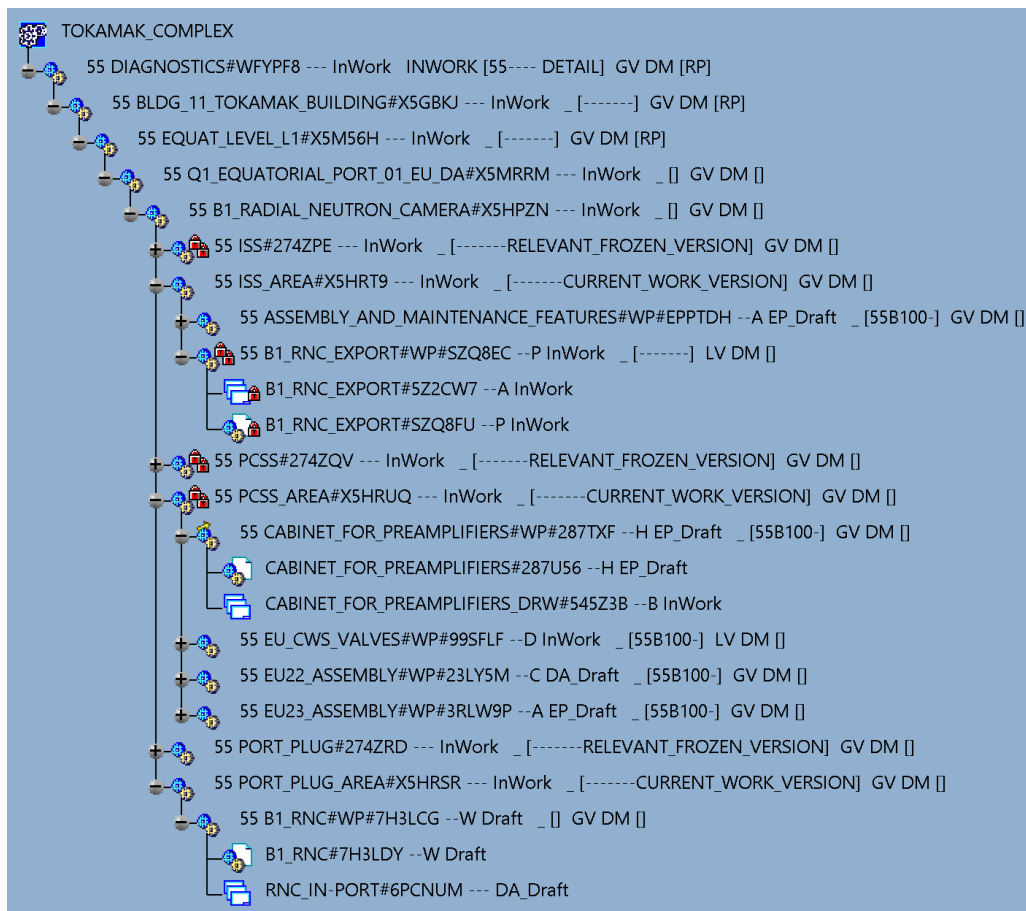 TOKAMAK_COMPLEX
55 DIAGNOSTICS#WFYPF8 --- InWork INWORK [55---- DETAIL] GV DM [RP]
55 BLDG_11_TOKAMAK_BUILDING#X5GBKJ --- InWork _ [-------] GV DM [RP]
55 EQUAT_LEVEL_L1#X5M56H --- InWork _ [-------] GV DM [RP]
55 Q1_EQUATORIAL_PORT_01_EU_DA#X5MRRM --- InWork _ [] GV DM []
55 B1_RADIAL_NEUTRON_CAMERA#X5HPZN --- InWork _ [] GV DM []
55 ISS#274ZPE --- InWork _ [-------RELEVANT_FROZEN_VERSION] GV DM []
55 ISS_AREA#X5HRT9 --- InWork _ [-------CURRENT_WORK_VERSION] GV DM []
55 ASSEMBLY_AND_MAINTENANCE_FEATURES#WP#EPPTDH --A EP_Draft _ [55B100-] GV DM []
55 B1_RNC_EXPORT#WP#SZQ8EC --P InWork _ [-------] LV DM []
B1_RNC_EXPORT#5Z2CW7 --A InWork
B1_RNC_EXPORT#SZQ8FU --P InWork
55 PCSS#274ZQV --- InWork _ [-------RELEVANT_FROZEN_VERSION] GV DM []
55 PCSS_AREA#X5HRUQ --- InWork _ [-------CURRENT_WORK_VERSION] GV DM []
55 CABINET_FOR_PREAMPLIFIERS#WP#287TXF --H EP_Draft _ [55B100-] GV DM []
CABINET_FOR_PREAMPLIFIERS#287U56 --H EP_Draft
CABINET_FOR_PREAMPLIFIERS_DRW#545Z3B --B InWork
55 EU_CWS_VALVES#WP#99SFLF --D InWork _ [55B100-] LV DM []
55 EU22_ASSEMBLY#WP#23LY5M --C DA_Draft _ [55B100-] GV DM []
55 EU23_ASSEMBLY#WP#3RLW9P --A EP_Draft _ [55B100-] GV DM []
55 PORT_PLUG#274ZRD --- InWork _ [-------RELEVANT_FROZEN_VERSION] GV DM []
55 PORT_PLUG_AREA#X5HRSR --- InWork _ [-------CURRENT_WORK_VERSION] GV DM []
55 B1_RNC#WP#7H3LCG --W Draft _ [] GV DM []
B1_RNC#7H3LDY --W Draft
RNC_IN-PORT#6PCNUM --- DA_Draft